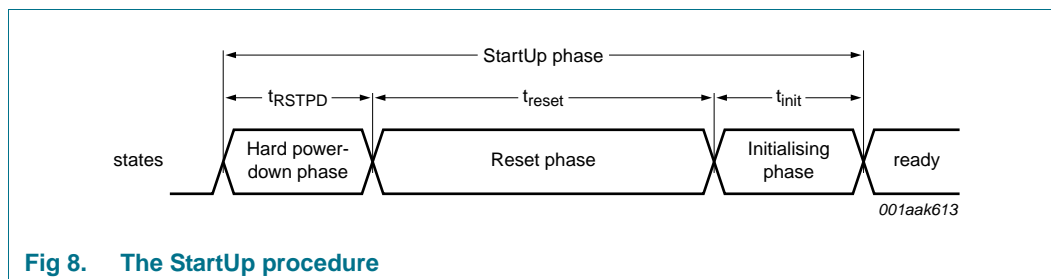 StartUp phase
tRSTPD treset tinit
states Hard power-
down phase Reset phase Initialising
phase ready
001aak613
Fig 8. The StartUp procedure